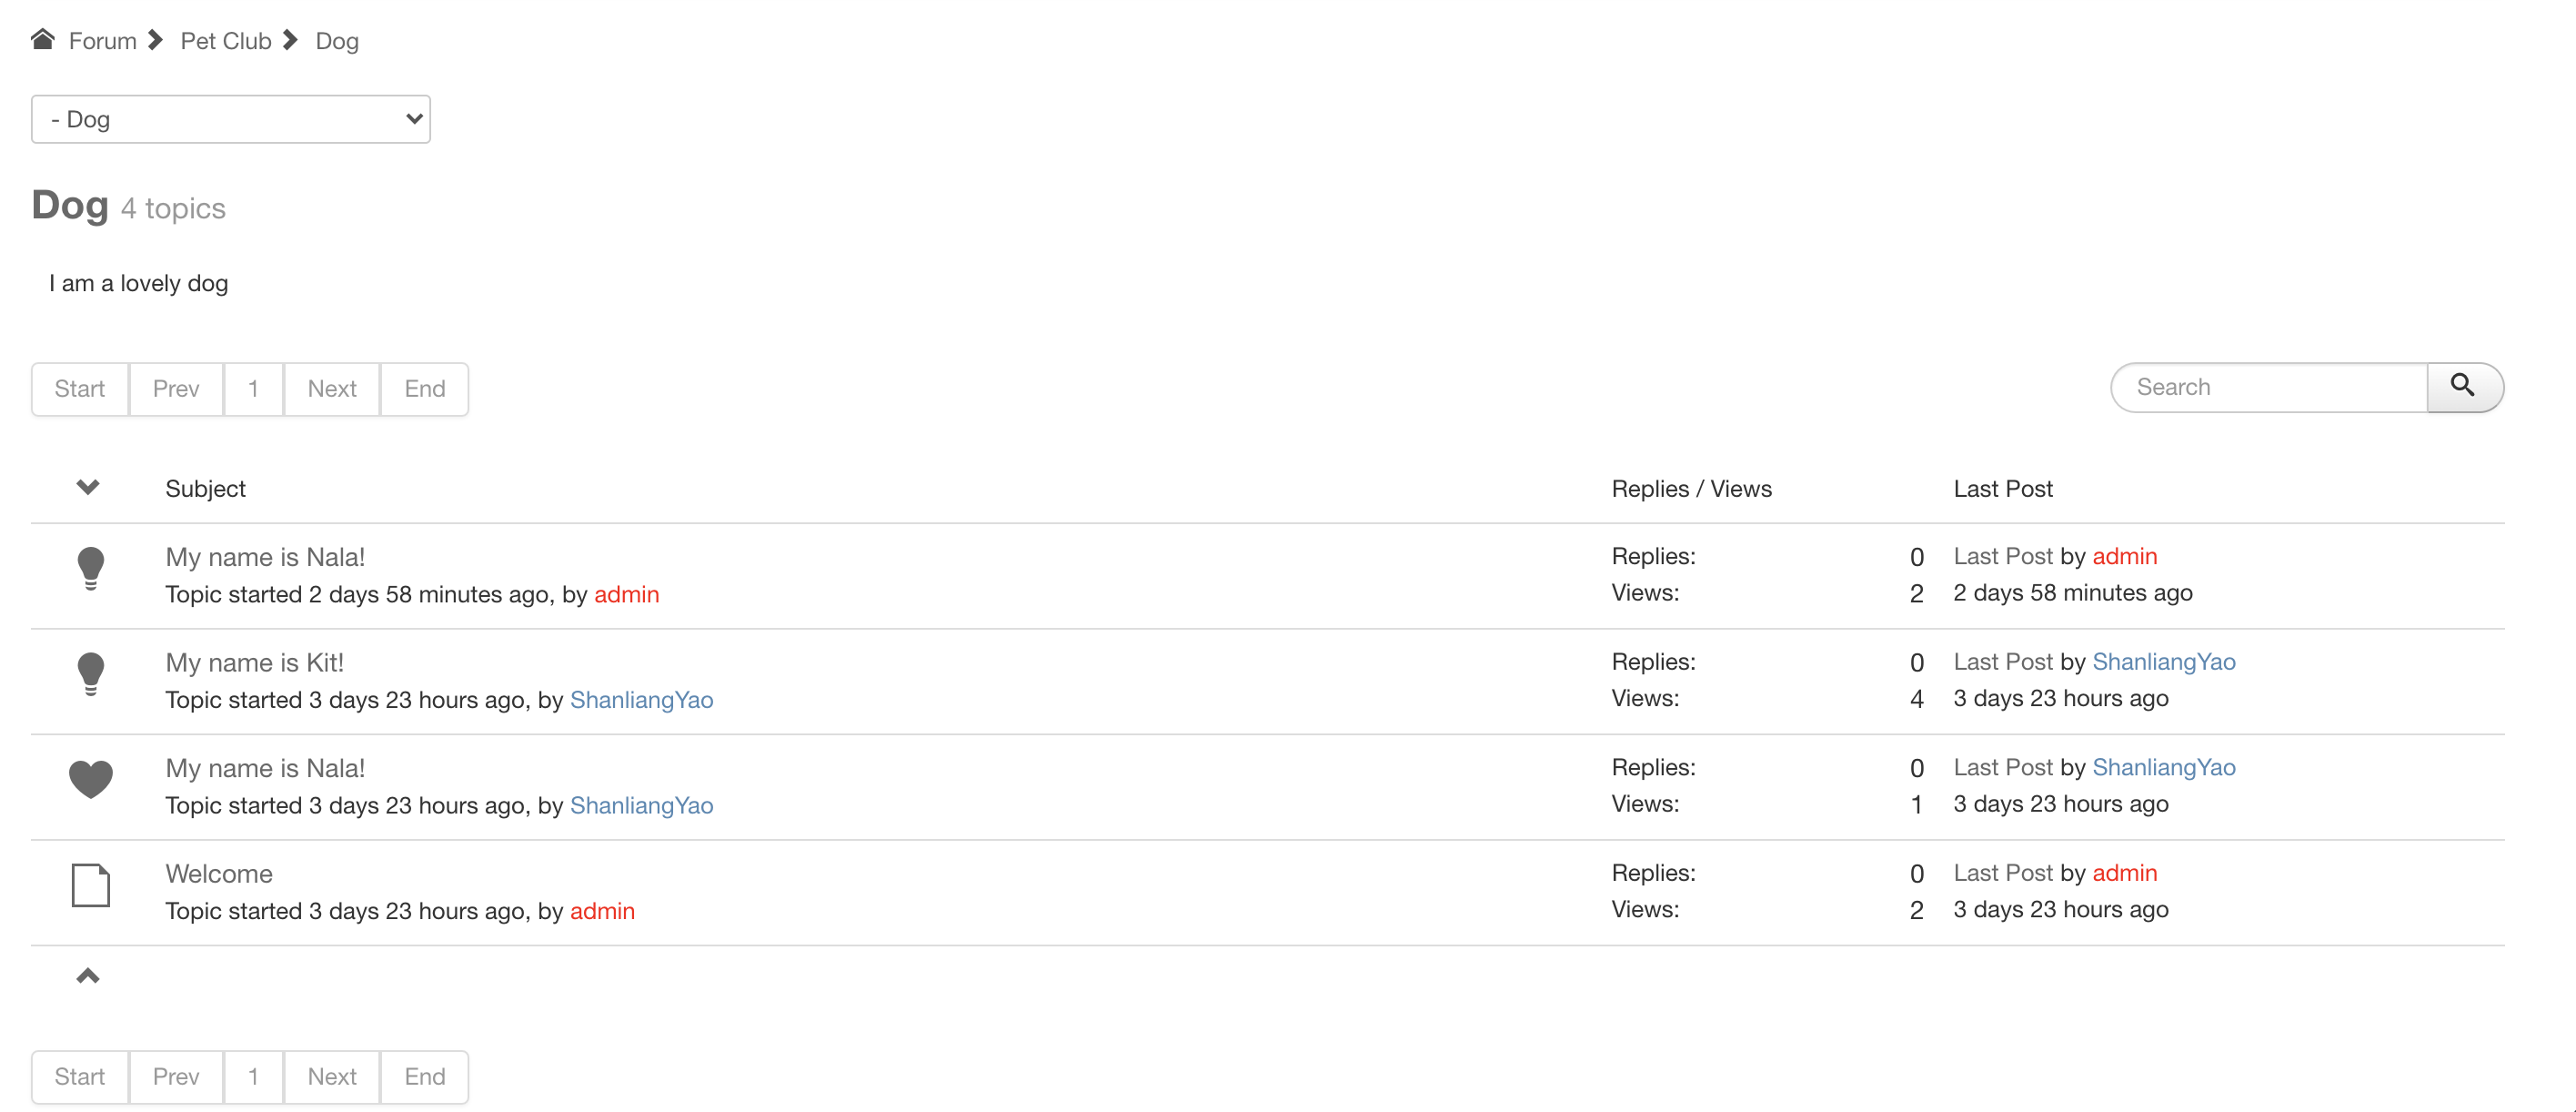 Forum Pet Club Dog
- Dog
Dog 4 topics
I am a lovely dog
Start Prev 1 Next End
Search
Subject Replies / Views Last Post
My name is Nala! Replies: 0 Last Post by admin
Topic started 2 days 58 minutes ago, by admin Views: 2 2 days 58 minutes ago
My name is Kit! Replies: 0 Last Post by ShanliangYao
Topic started 3 days 23 hours ago, by ShanliangYao Views: 4 3 days 23 hours ago
My name is Nala! Replies: 0 Last Post by ShanliangYao
Topic started 3 days 23 hours ago, by ShanliangYao Views: 1 3 days 23 hours ago
Welcome Replies: 0 Last Post by admin
Topic started 3 days 23 hours ago, by admin Views: 2 3 days 23 hours ago
Start Prev 1 Next End